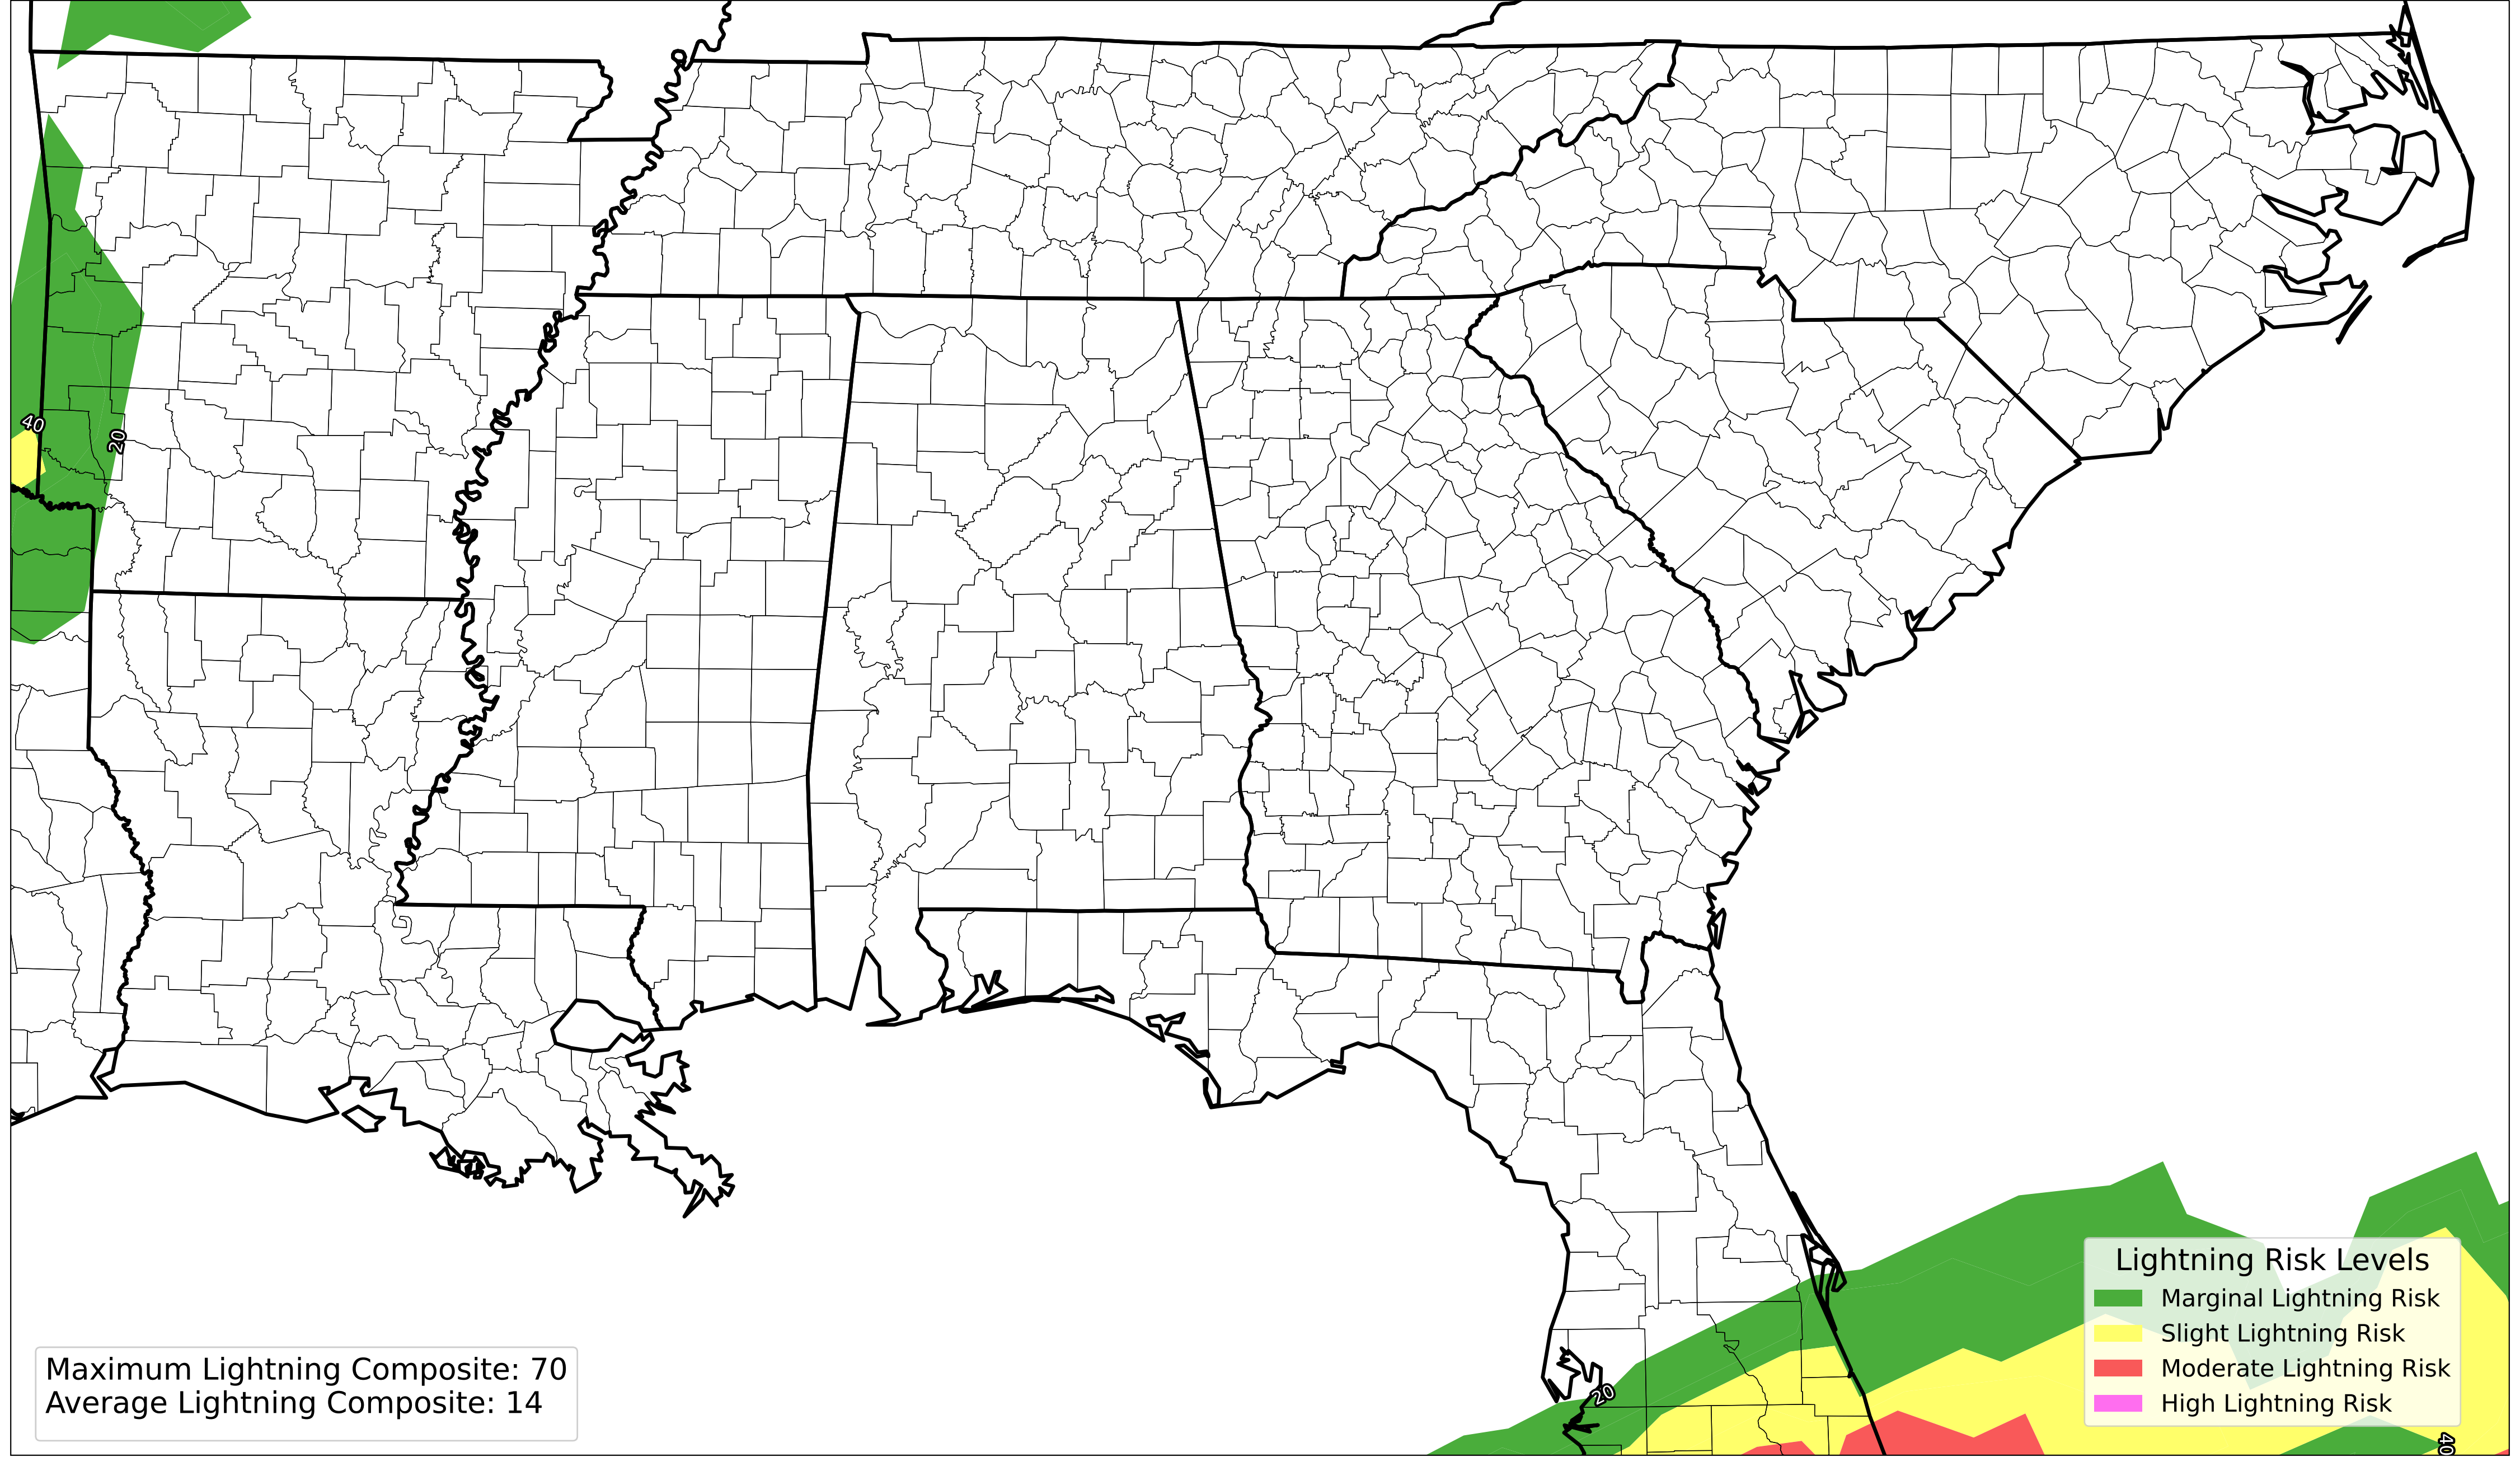 40
20
20
Lightning Risk Levels
Marginal Lightning Risk
Slight Lightning Risk
Moderate Lightning Risk
High Lightning Risk
Maximum Lightning Composite: 70
Average Lightning Composite: 14
40